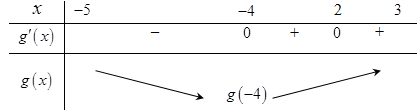 x −5 −4 2 3
g′(x) − 0 + 0 +
g(x) g(−4)